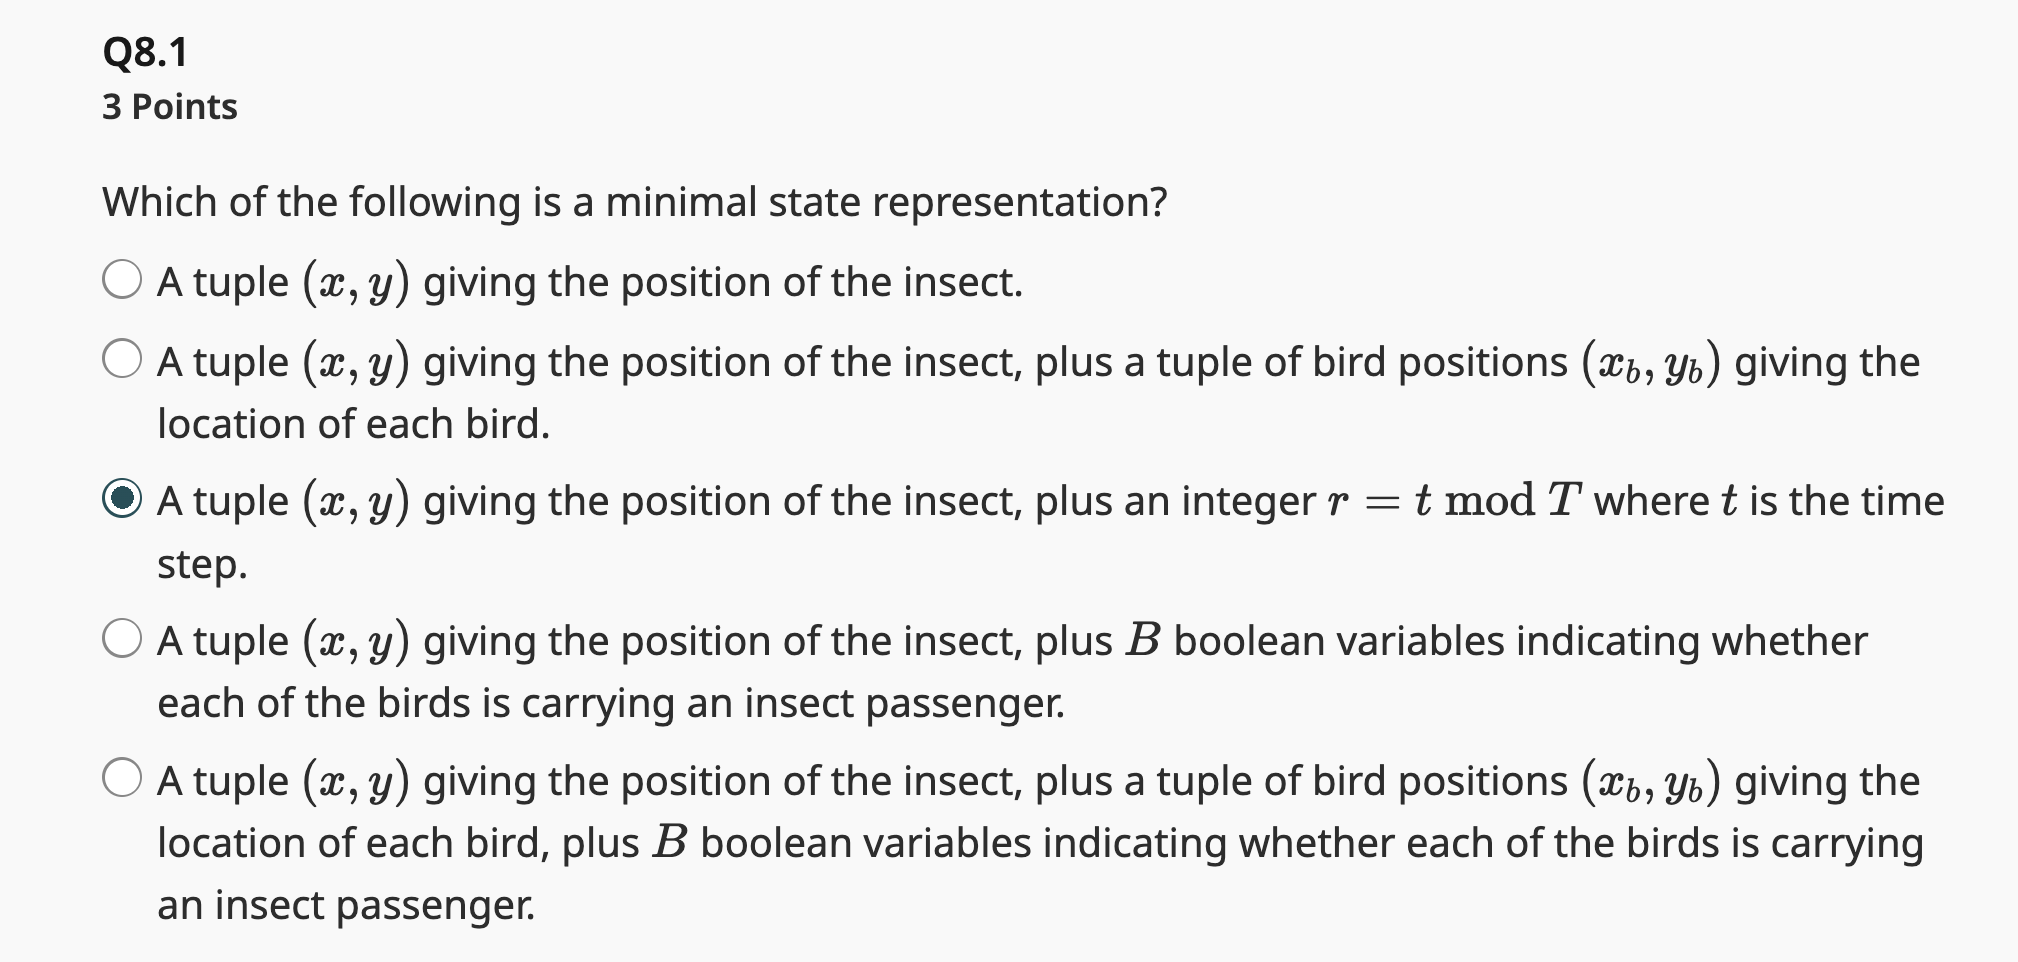 Q8.1
3 Points
Which of the following is a minimal state representation?
A tuple (x, y) giving the position of the insect.
A tuple (x, y) giving the position of the insect, plus a tuple of bird positions (x_b, y_b) giving the
location of each bird.
A tuple (x, y) giving the position of the insect, plus an integer r = t mod T where t is the time
step.
A tuple (x, y) giving the position of the insect, plus B boolean variables indicating whether
each of the birds is carrying an insect passenger.
A tuple (x, y) giving the position of the insect, plus a tuple of bird positions (x_b, y_b) giving the
location of each bird, plus B boolean variables indicating whether each of the birds is carrying
an insect passenger.